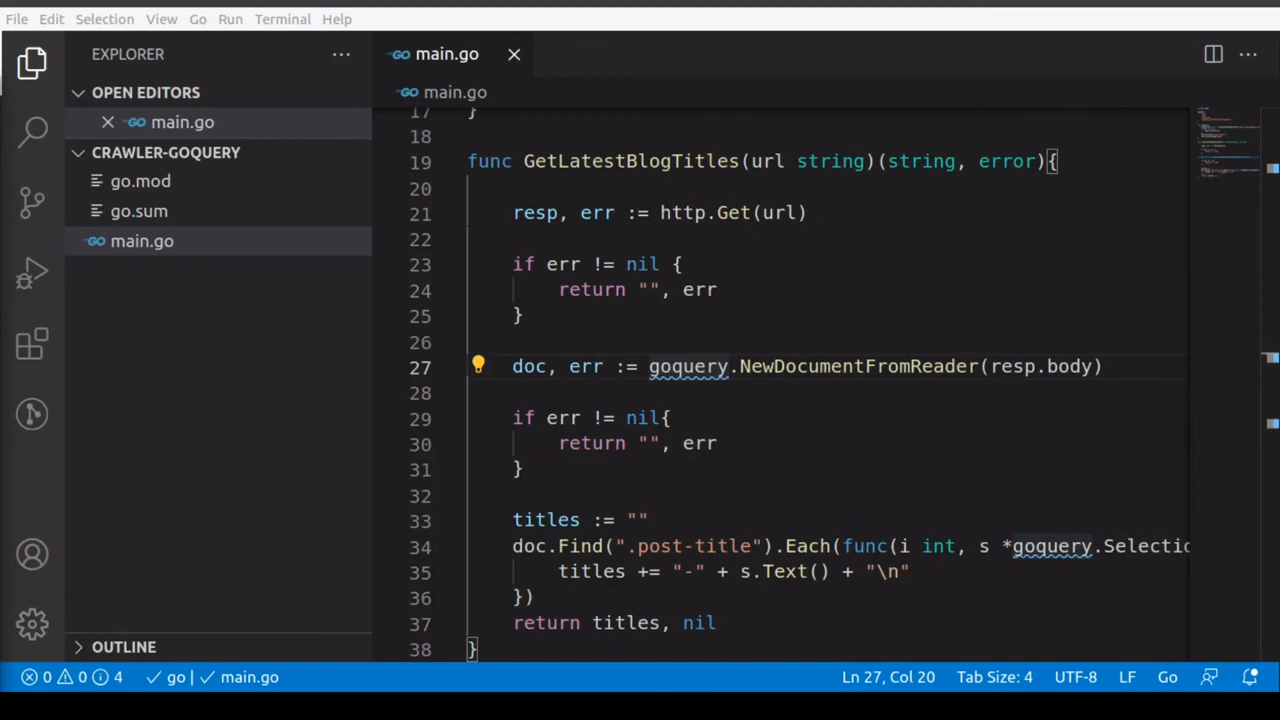 File Edit Selection View Go Run Terminal Help
EXPLORER ···
OPEN EDITORS
GO main.go
CRAWLER-GOQUERY
go.mod
go.sum
GO main.go
OUTLINE
GO main.go
GO main.go
17 }
18
19 func GetLatestBlogTitles(url string)(string, error){
20
21 resp, err := http.Get(url)
22
23 if err != nil {
24 return "", err
25 }
26
27 doc, err := goquery.NewDocumentFromReader(resp.body)
28
29 if err != nil{
30 return "", err
31 }
32
33 titles := ""
34 doc.Find(".post-title").Each(func(i int, s *goquery.Selectio
35 titles += "-" + s.Text() + "\n"
36 })
37 return titles, nil
38 }
0 0 4 go | main.go Ln 27, Col 20 Tab Size: 4 UTF-8 LF Go